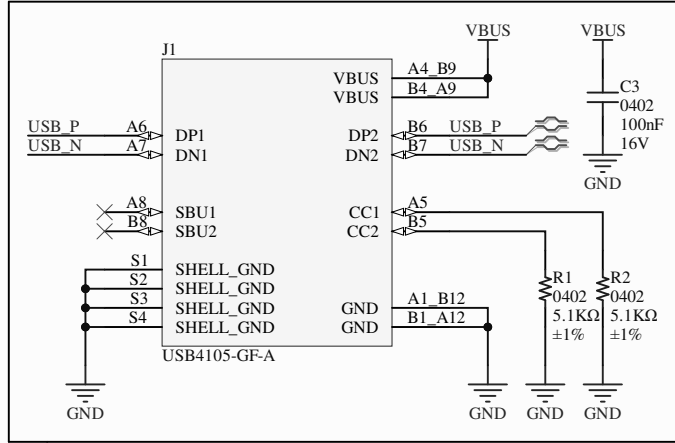 VBUS
VBUS
J1
VBUS A4_B9
VBUS B4_A9
C3
0402
100nF
16V
GND
USB_P A6 DP1 DP2 B6 USB_P
USB_N A7 DN1 DN2 B7 USB_N
A8 SBU1 CC1 A5
B8 SBU2 CC2 B5
S1 SHELL_GND
S2 SHELL_GND
S3 SHELL_GND GND A1_B12
S4 SHELL_GND GND B1_A12
R1
0402
5.1KΩ
±1%
R2
0402
5.1KΩ
±1%
USB4105-GF-A
GND
GND
GND
GND